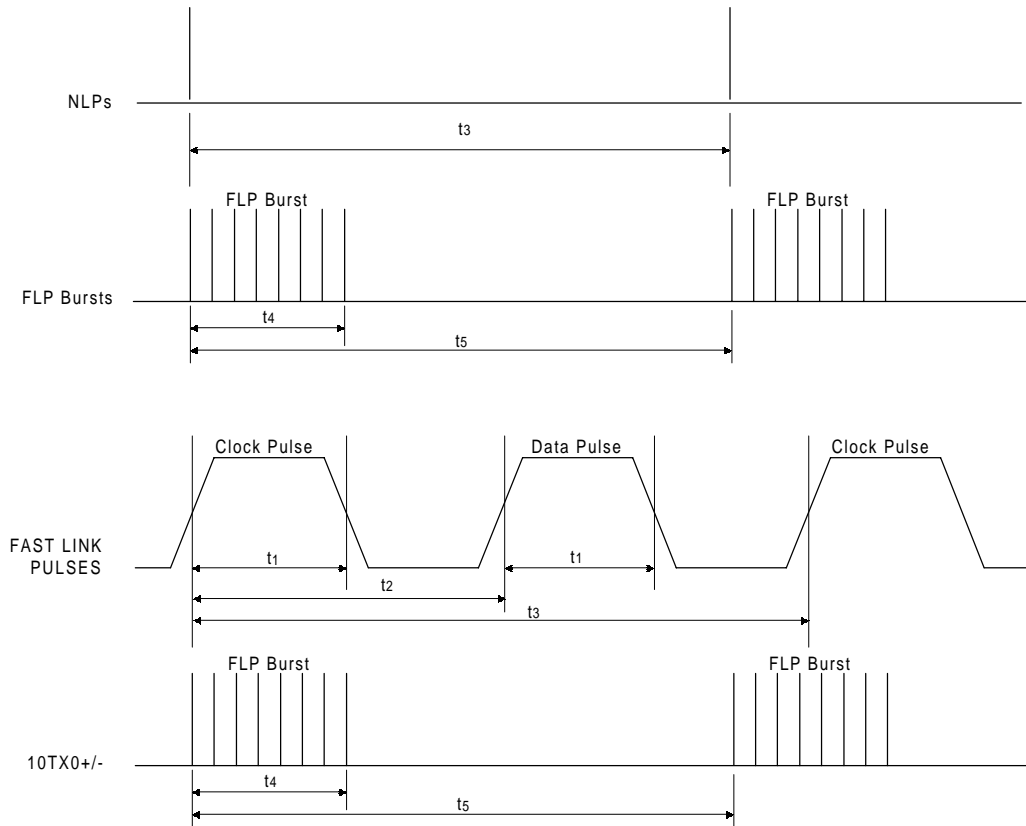 NLPs
t3
FLP Burst
FLP Burst
FLP Bursts
t4
t5
Clock Pulse
Data Pulse
Clock Pulse
FAST LINK
PULSES
t1
t1
t2
t3
FLP Burst
FLP Burst
10TX0+/-
t4
t5